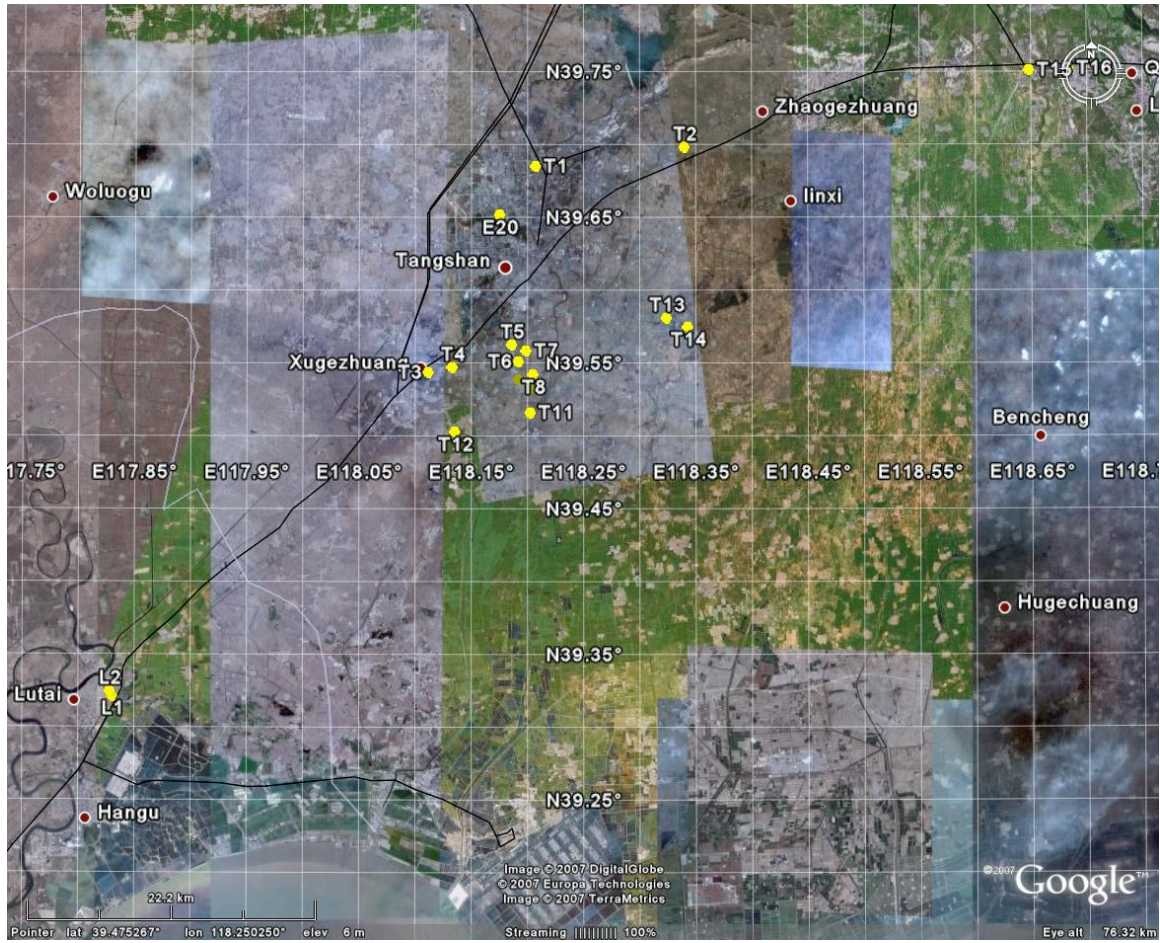 N39.75°
T15
T16
N
Q
Zhaogezhuang
L
T2
T1
Woluogu
linxi
N39.65°
E20
Tangshan
T13
T14
T5
T7
T6
Xugezhuang
T4
N39.55°
T3
T8
T11
Bencheng
T12
17.75° E117.85° E117.95° E118.05° E118.15° E118.25° E118.35° E118.45° E118.55° E118.65° E118.7
N39.45°
Hugechuang
N39.35°
L2
Lutai
L1
N39.25°
Hangu
Image © 2007 DigitalGlobe
© 2007 Europa Technologies
Image © 2007 TerraMetrics
©2007 Google™
22.2 km
Pointer lat 39.475267° lon 118.250250° elev 6 m Streaming |||||||||| 100% Eye alt 76.32 km